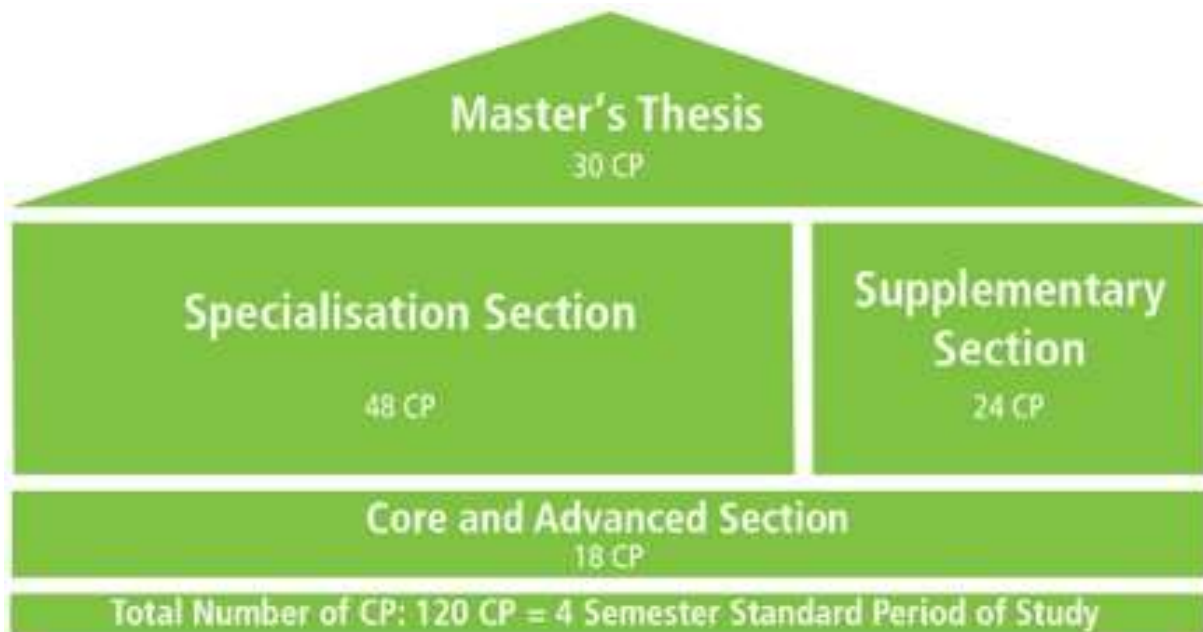 Master's Thesis
30 CP
Specialisation Section
48 CP
Supplementary
Section
24 CP
Core and Advanced Section
18 CP
Total Number of CP: 120 CP = 4 Semester Standard Period of Study